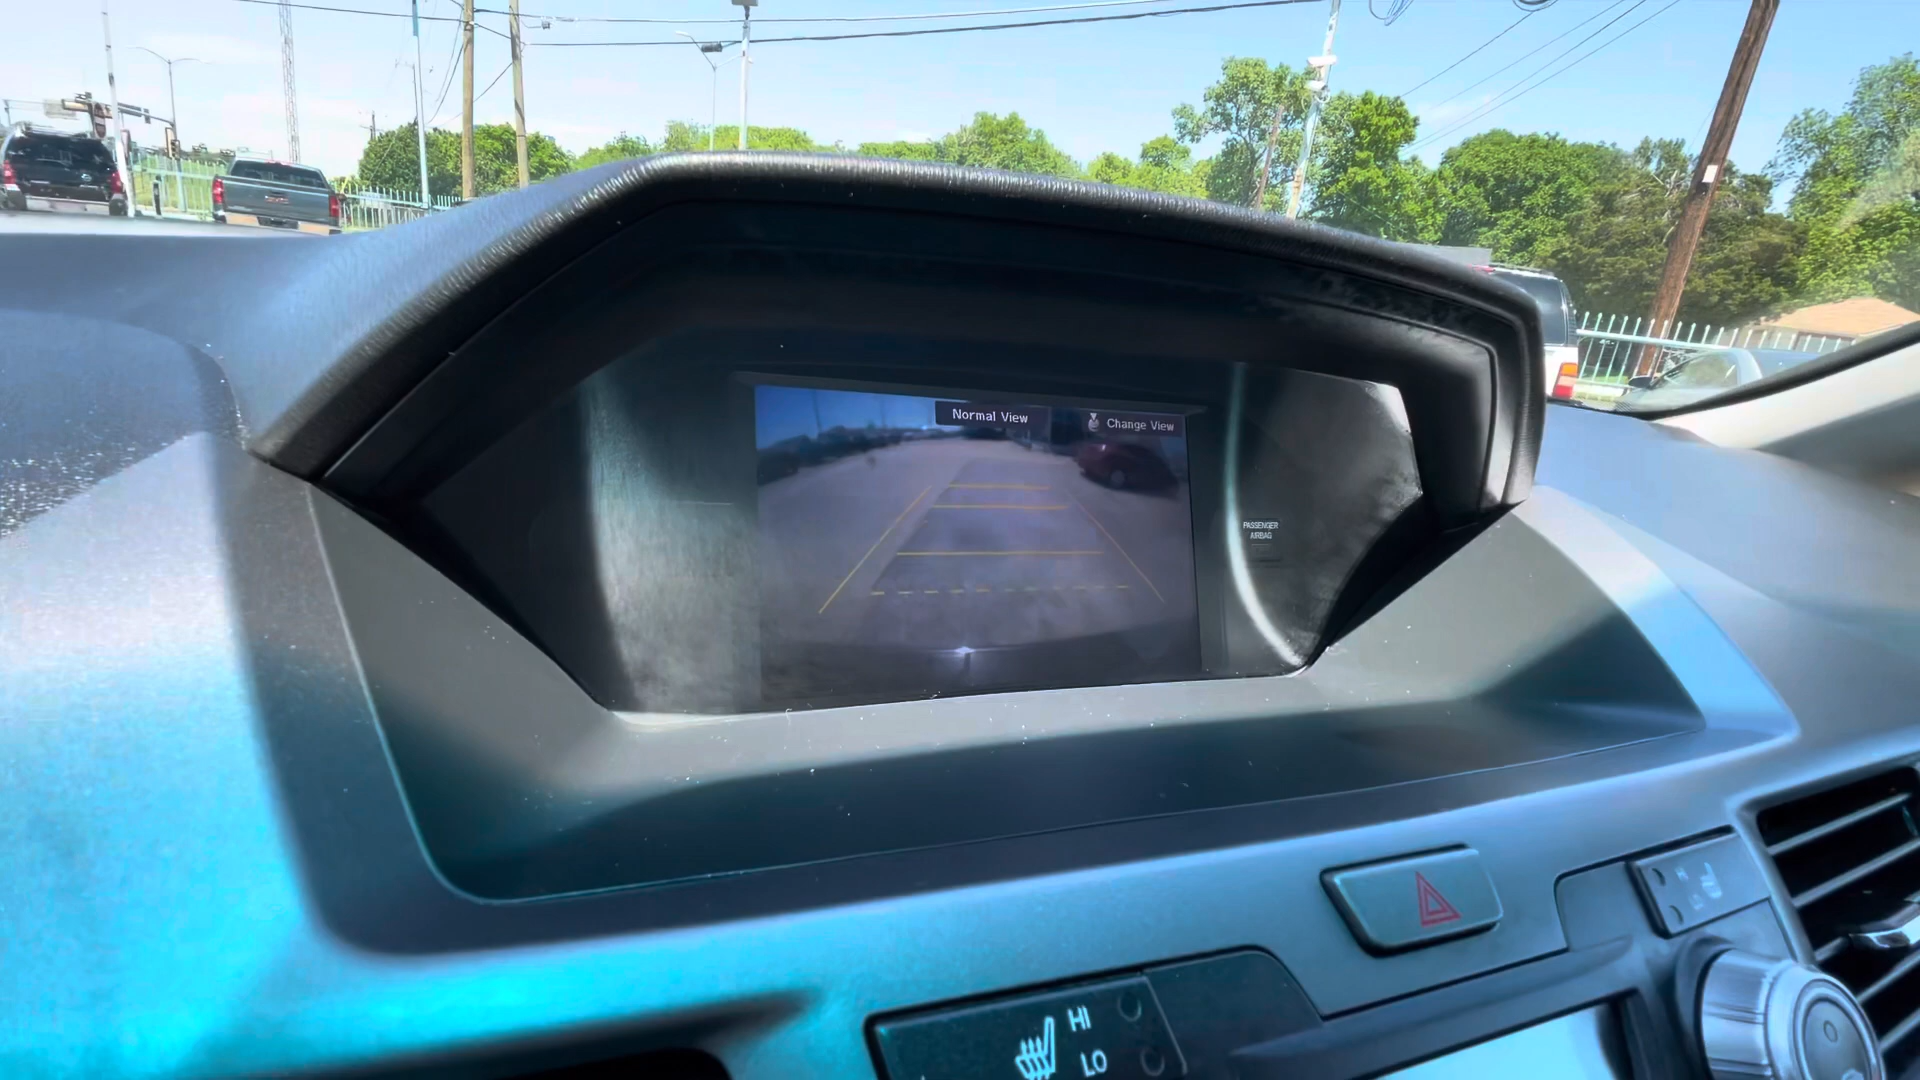 Normal View
Change View
PASSENGER
AIRBAG
HI
LO